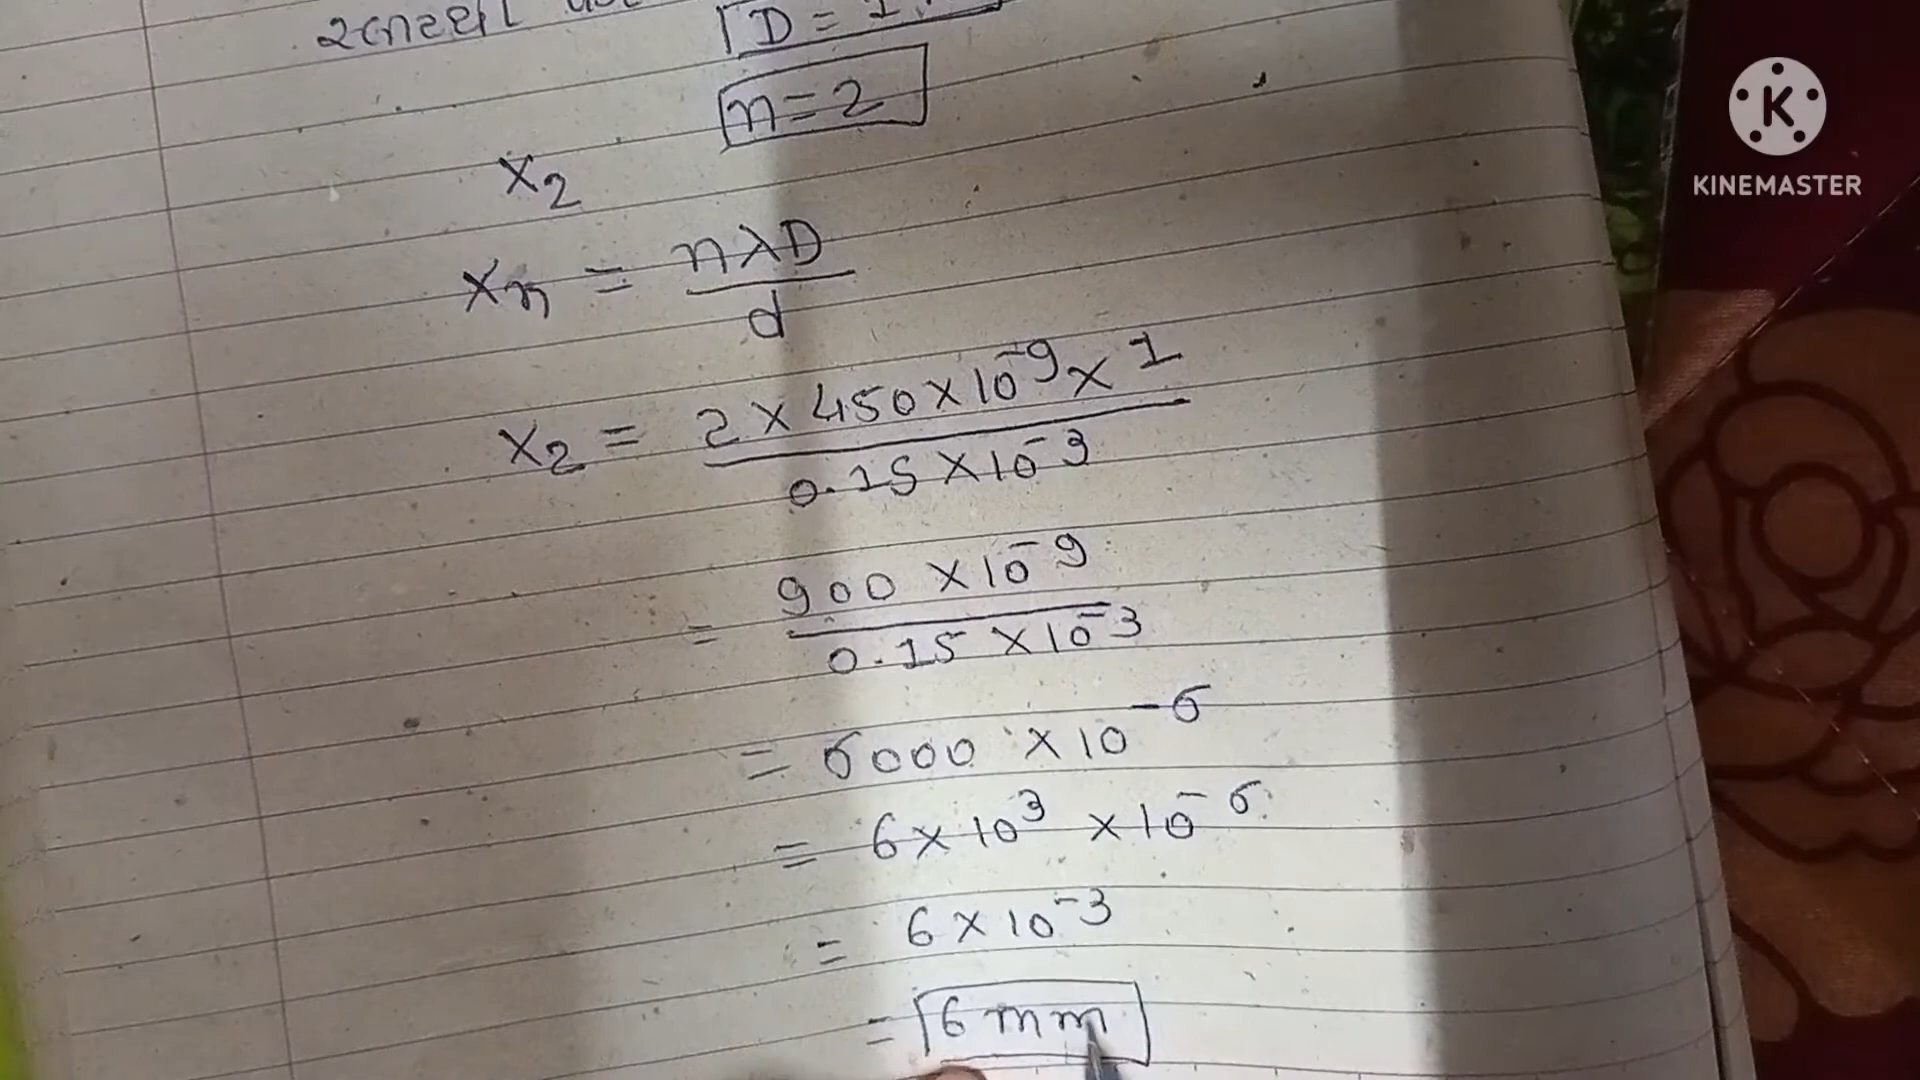 D = 1.
n = 2
x₂
xₙ = nλD / d
x₂ = 2 × 450 × 10⁻⁹ × 1 / 0.15 × 10⁻³
= 900 × 10⁻⁹ / 0.15 × 10⁻³
= 6000 × 10⁻⁶
= 6 × 10³ × 10⁻⁶
= 6 × 10⁻³
= 6 mm
K
KINEMASTER